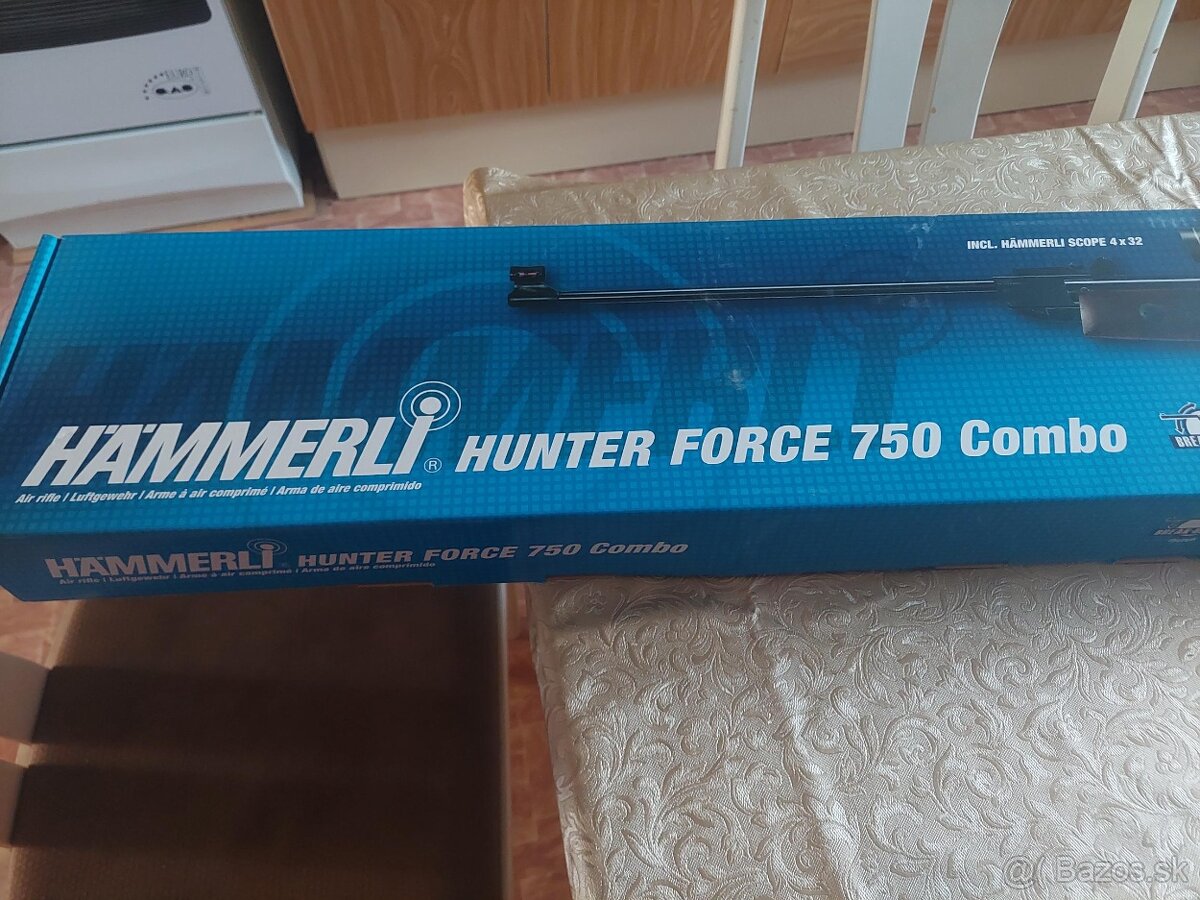 INCL. HÄMMERLI SCOPE 4 x 32
HÄMMERLI® HUNTER FORCE 750 Combo
Air rifle | Luftgewehr | Arme à air comprimé | Arma de aire comprimido
HÄMMERLI® HUNTER FORCE 750 Combo
Air rifle | Luftgewehr | Arme à air comprimé | Arma de aire comprimido
HÄMMERLI
Bazos.sk